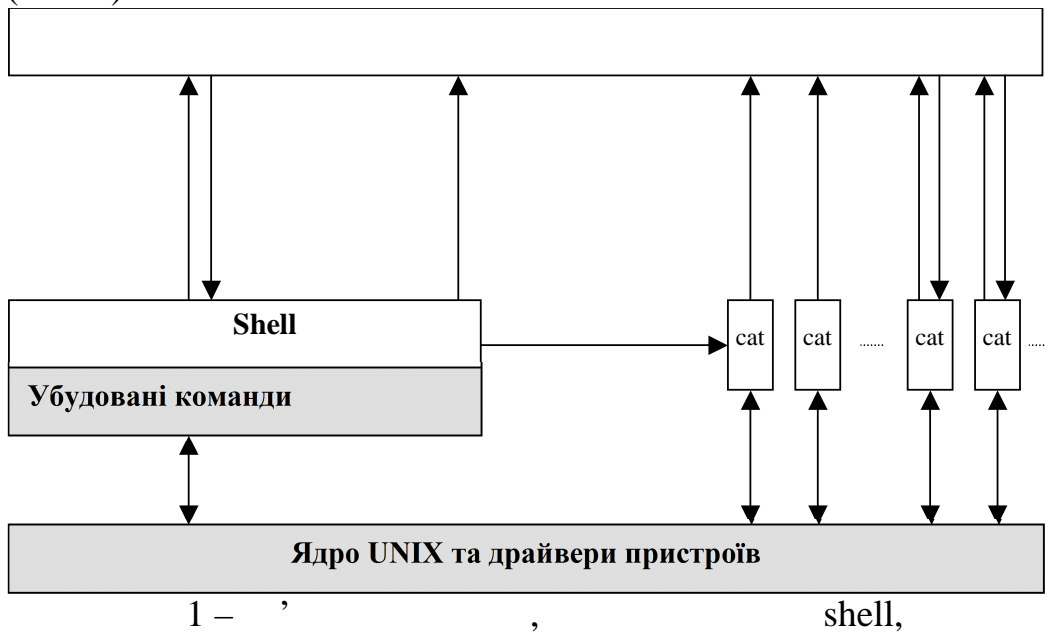 Shell
cat cat ........ cat cat .....
Убудовані команди
Ядро UNIX та драйвери пристроїв
1 – ’ , shell,